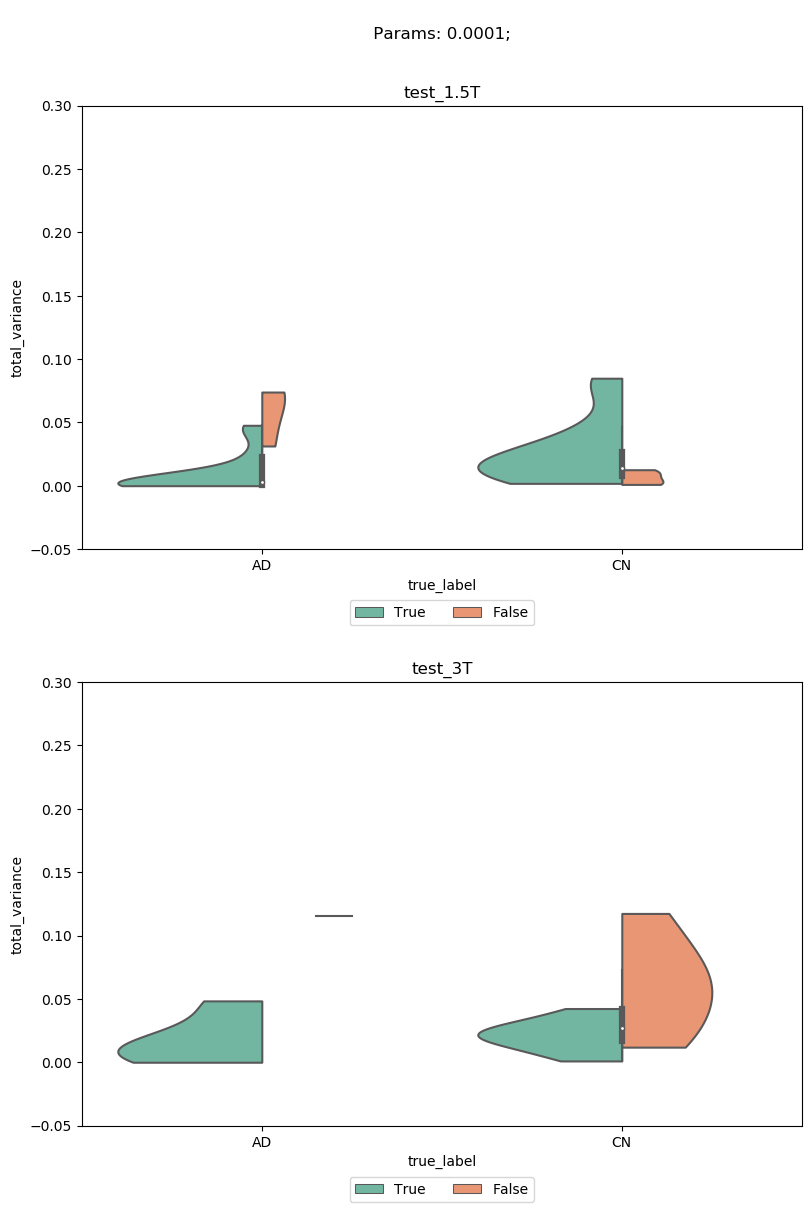 Params: 0.0001;
test_1.5T
0.30
0.25
0.20
0.15
0.10
0.05
0.00
−0.05
total_variance
AD CN
true_label
True False
test_3T
0.30
0.25
0.20
0.15
0.10
0.05
0.00
−0.05
total_variance
AD CN
true_label
True False